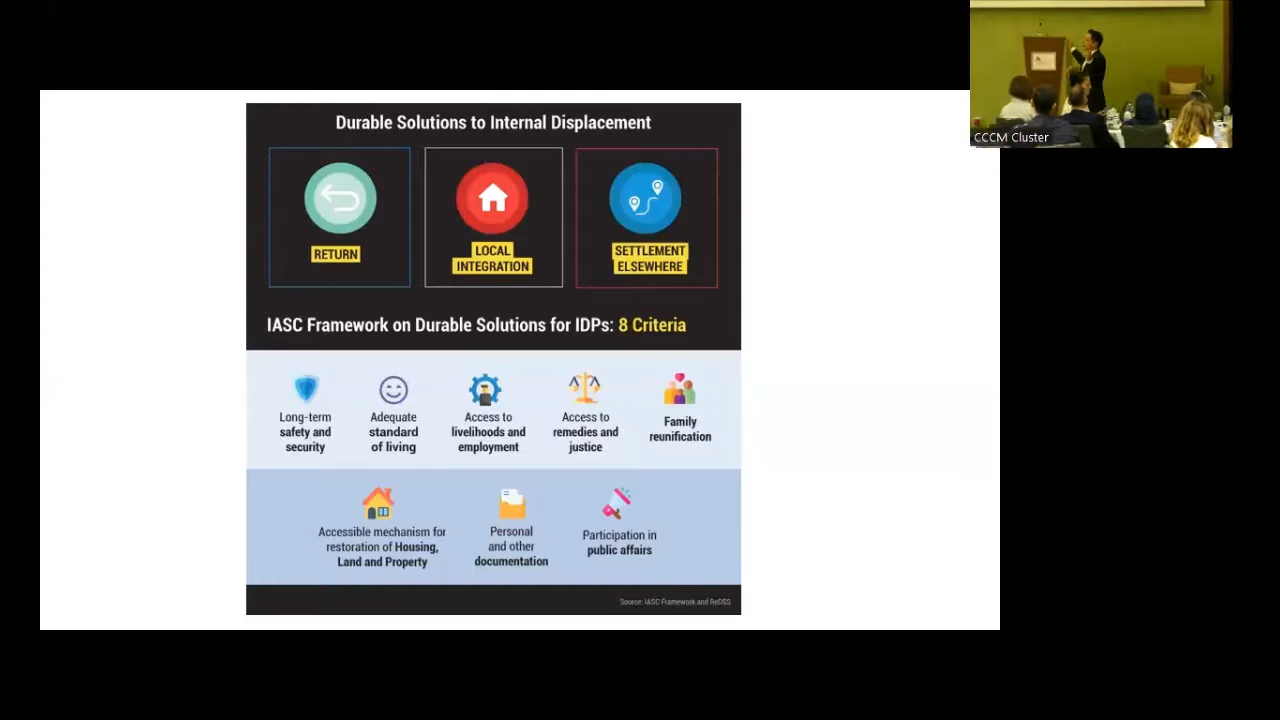 Durable Solutions to Internal Displacement
RETURN
LOCAL
INTEGRATION
SETTLEMENT
ELSEWHERE
IASC Framework on Durable Solutions for IDPs: 8 Criteria
Long-term
safety and
security
Adequate
standard
of living
Access to
livelihoods and
employment
Access to
remedies and
justice
Family
reunification
Accessible mechanism for
restoration of Housing,
Land and Property
Personal
and other
documentation
Participation in
public affairs
Source: IASC Framework and ReDSS
CCCM Cluster